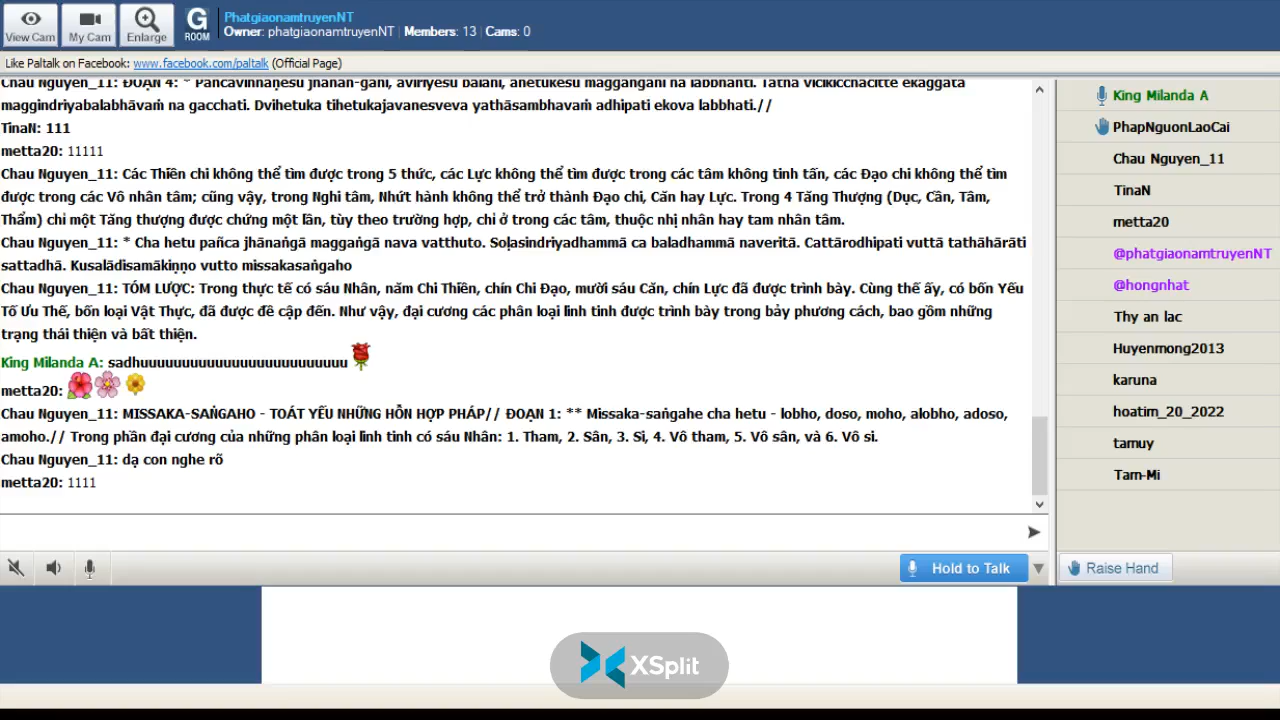 View Cam
My Cam
Enlarge
G
ROOM
PhatgiaonamtruyenNT
Owner: phatgiaonamtruyenNT | Members: 13 | Cams: 0
Like Paltalk on Facebook: www.facebook.com/paltalk (Official Page)
Chau Nguyen_11: ĐOẠN 4: * Pañcaviññāṇesu jhānaṅ-gāni, avīriyesu balāni, ahetukesu maggaṅgāni na labbhanti. Tathā vicikicchācitte ekaggatā
maggindriyabalabhāvaṁ na gacchati. Dvihetuka tihetukajavanesveva yathāsambhavaṁ adhipati ekova labbhati.//
TinaN: 111
metta20: 11111
Chau Nguyen_11: Các Thiền chi không thể tìm được trong 5 thức, các Lực không thể tìm được trong các tâm không tinh tấn, các Đạo chi không thể tìm
được trong các Vô nhân tâm; cũng vậy, trong Nghi tâm, Nhứt hành không thể trở thành Đạo chi, Căn hay Lực. Trong 4 Tăng Thượng (Dục, Cần, Tâm,
Thẩm) chỉ một Tăng thượng được chứng một lần, tùy theo trường hợp, chỉ ở trong các tâm, thuộc nhị nhân hay tam nhân tâm.
Chau Nguyen_11: * Cha hetu pañca jhānaṅgā maggaṅgā nava vatthuto. Soḷasindriyadhammā ca baladhammā naveritā. Cattārodhipati vuttā tathāhārāti
sattadhā. Kusalādisamākiṇṇo vutto missakasaṅgaho
Chau Nguyen_11: TÓM LƯỢC: Trong thực tế có sáu Nhân, năm Chi Thiền, chín Chi Đạo, mười sáu Căn, chín Lực đã được trình bày. Cùng thế ấy, có bốn Yếu
Tố Ưu Thế, bốn loại Vật Thực, đã được đề cập đến. Như vậy, đại cương các phân loại linh tinh được trình bày trong bảy phương cách, bao gồm những
trạng thái thiện và bất thiện.
King Milanda A: sadhuuuuuuuuuuuuuuuuuuuuuuuuuu
metta20:
Chau Nguyen_11: MISSAKA-SAṄGAHO - TOÁT YẾU NHỮNG HỖN HỢP PHÁP// ĐOẠN 1: ** Missaka-saṅgahe cha hetu - lobho, doso, moho, alobho, adoso,
amoho.// Trong phần đại cương của những phân loại linh tinh có sáu Nhân: 1. Tham, 2. Sân, 3. Si, 4. Vô tham, 5. Vô sân, và 6. Vô si.
Chau Nguyen_11: dạ con nghe rõ
metta20: 1111
King Milanda A
PhapNguonLaoCai
Chau Nguyen_11
TinaN
metta20
@phatgiaonamtruyenNT
@hongnhat
Thy an lac
Huyenmong2013
karuna
hoatim_20_2022
tamuy
Tam-Mi
Hold to Talk
Raise Hand
XSplit